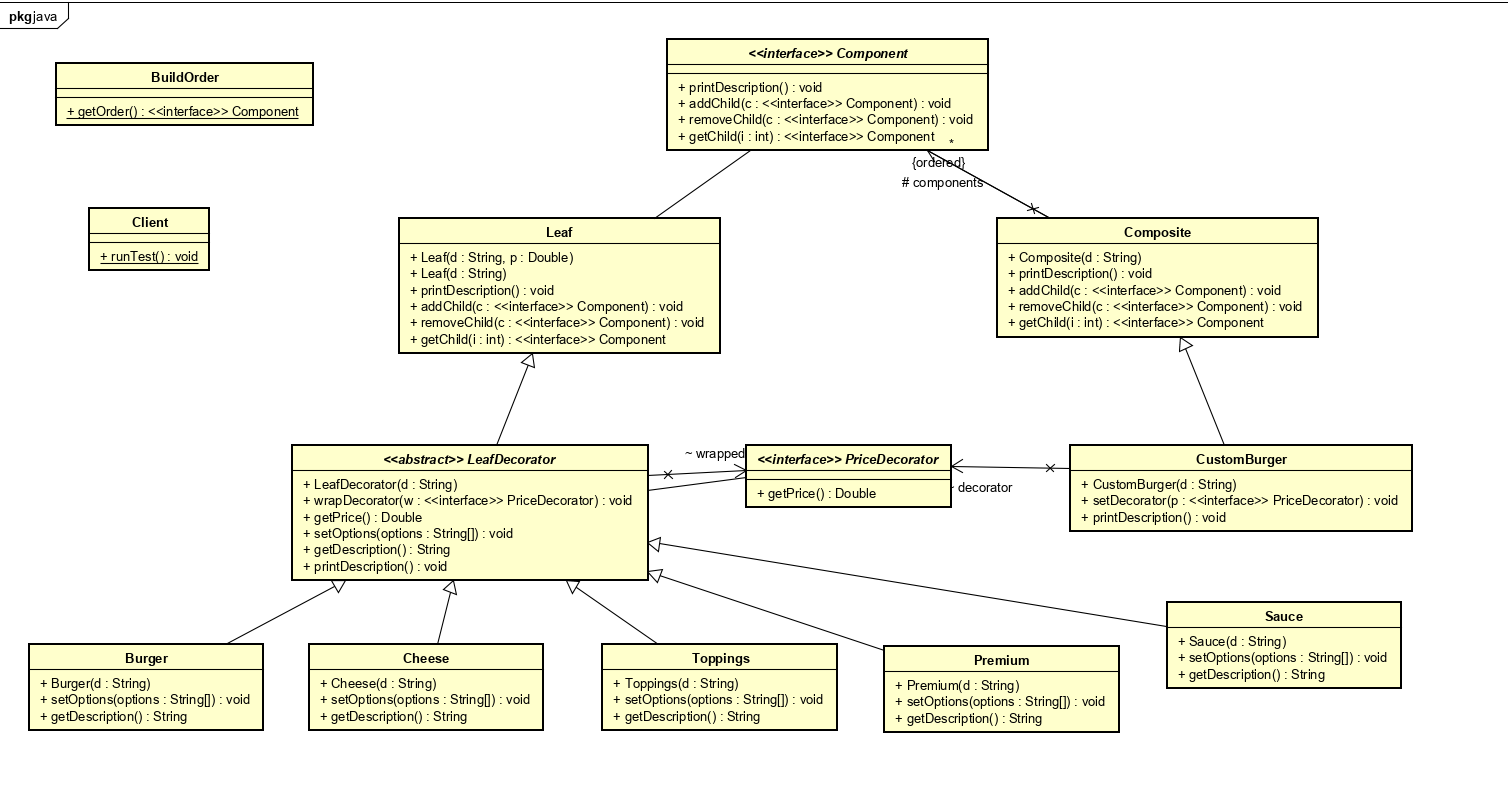 pkg java
BuildOrder
+ getOrder() : <<interface>> Component
Client
+ runTest() : void
<<interface>> Component
+ printDescription() : void
+ addChild(c : <<interface>> Component) : void
+ removeChild(c : <<interface>> Component) : void
+ getChild(i : int) : <<interface>> Component
*
{ordered}
# components
Leaf
+ Leaf(d : String, p : Double)
+ Leaf(d : String)
+ printDescription() : void
+ addChild(c : <<interface>> Component) : void
+ removeChild(c : <<interface>> Component) : void
+ getChild(i : int) : <<interface>> Component
Composite
+ Composite(d : String)
+ printDescription() : void
+ addChild(c : <<interface>> Component) : void
+ removeChild(c : <<interface>> Component) : void
+ getChild(i : int) : <<interface>> Component
<<abstract>> LeafDecorator
+ LeafDecorator(d : String)
+ wrapDecorator(w : <<interface>> PriceDecorator) : void
+ getPrice() : Double
+ setOptions(options : String[]) : void
+ getDescription() : String
+ printDescription() : void
~ wrapped
<<interface>> PriceDecorator
+ getPrice() : Double
~ decorator
CustomBurger
+ CustomBurger(d : String)
+ setDecorator(p : <<interface>> PriceDecorator) : void
+ printDescription() : void
Burger
+ Burger(d : String)
+ setOptions(options : String[]) : void
+ getDescription() : String
Cheese
+ Cheese(d : String)
+ setOptions(options : String[]) : void
+ getDescription() : String
Toppings
+ Toppings(d : String)
+ setOptions(options : String[]) : void
+ getDescription() : String
Premium
+ Premium(d : String)
+ setOptions(options : String[]) : void
+ getDescription() : String
Sauce
+ Sauce(d : String)
+ setOptions(options : String[]) : void
+ getDescription() : String